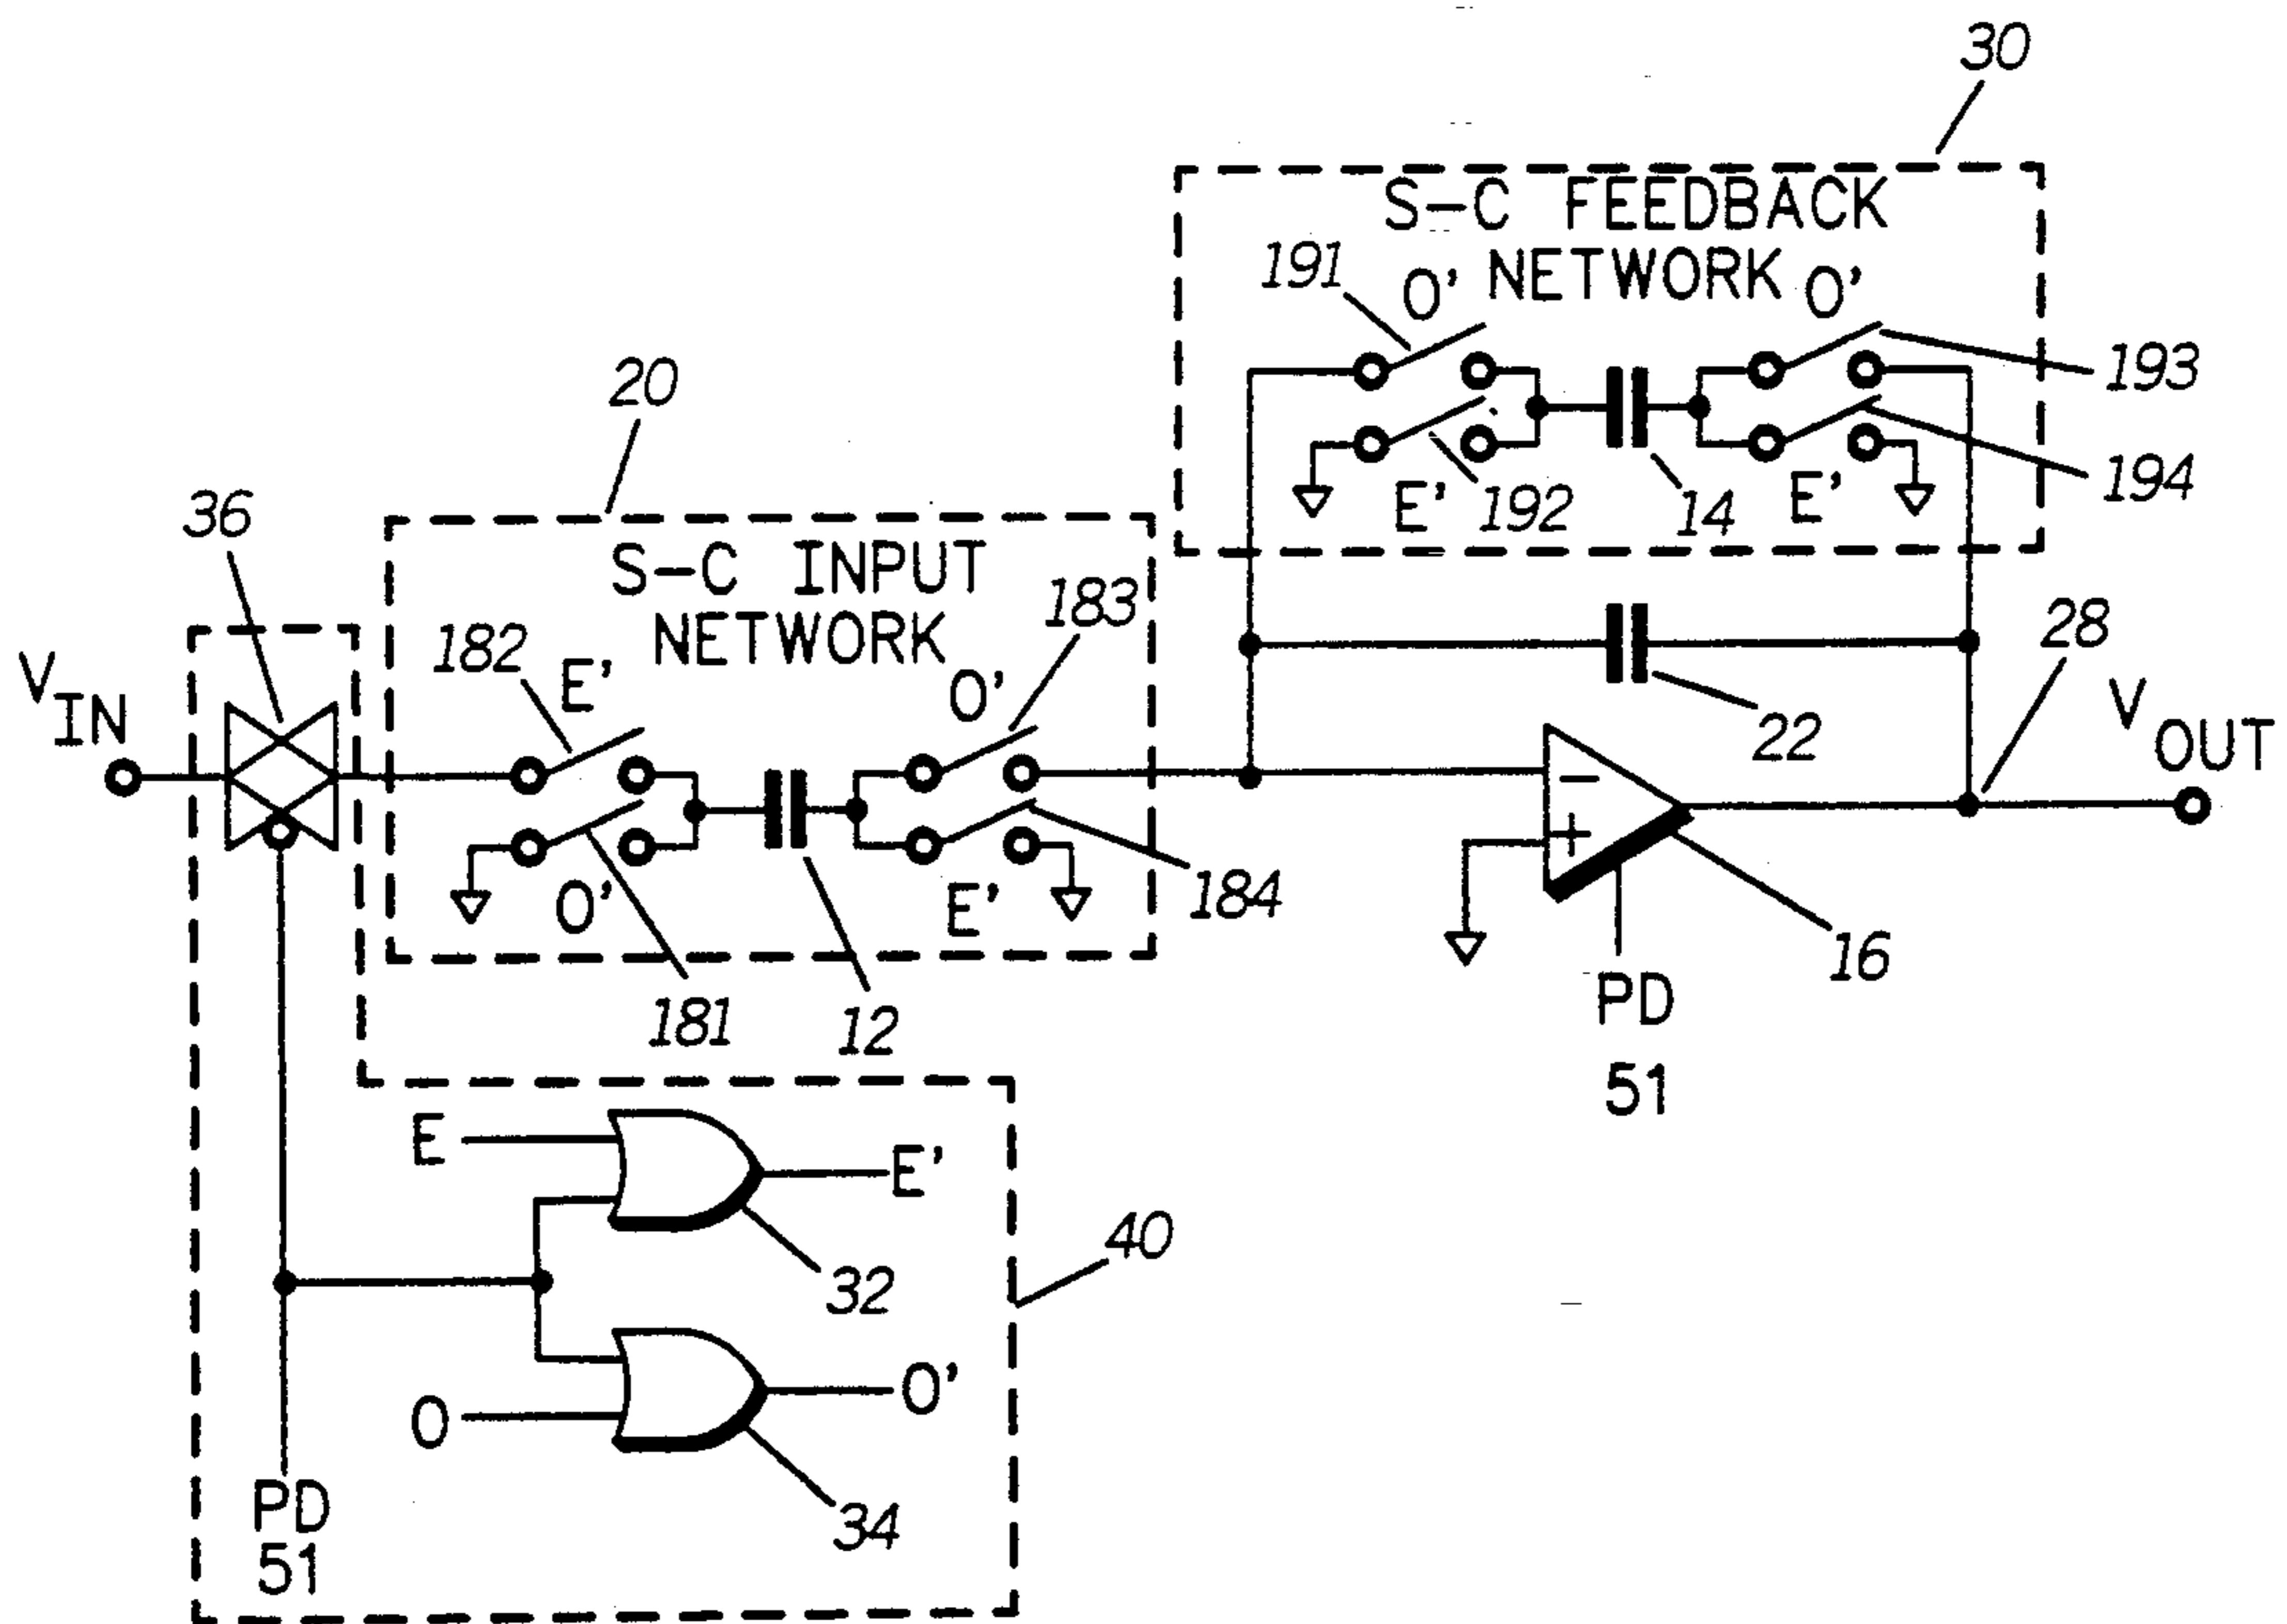 30
S-C FEEDBACK
NETWORK
191
O'
O'
193
194
E'
192
14
E'
20
36
S-C INPUT
NETWORK
183
182
E'
O'
28
22
V IN
V OUT
O'
E'
184
181
12
16
PD
51
E
E'
32
40
O
O'
34
PD
51